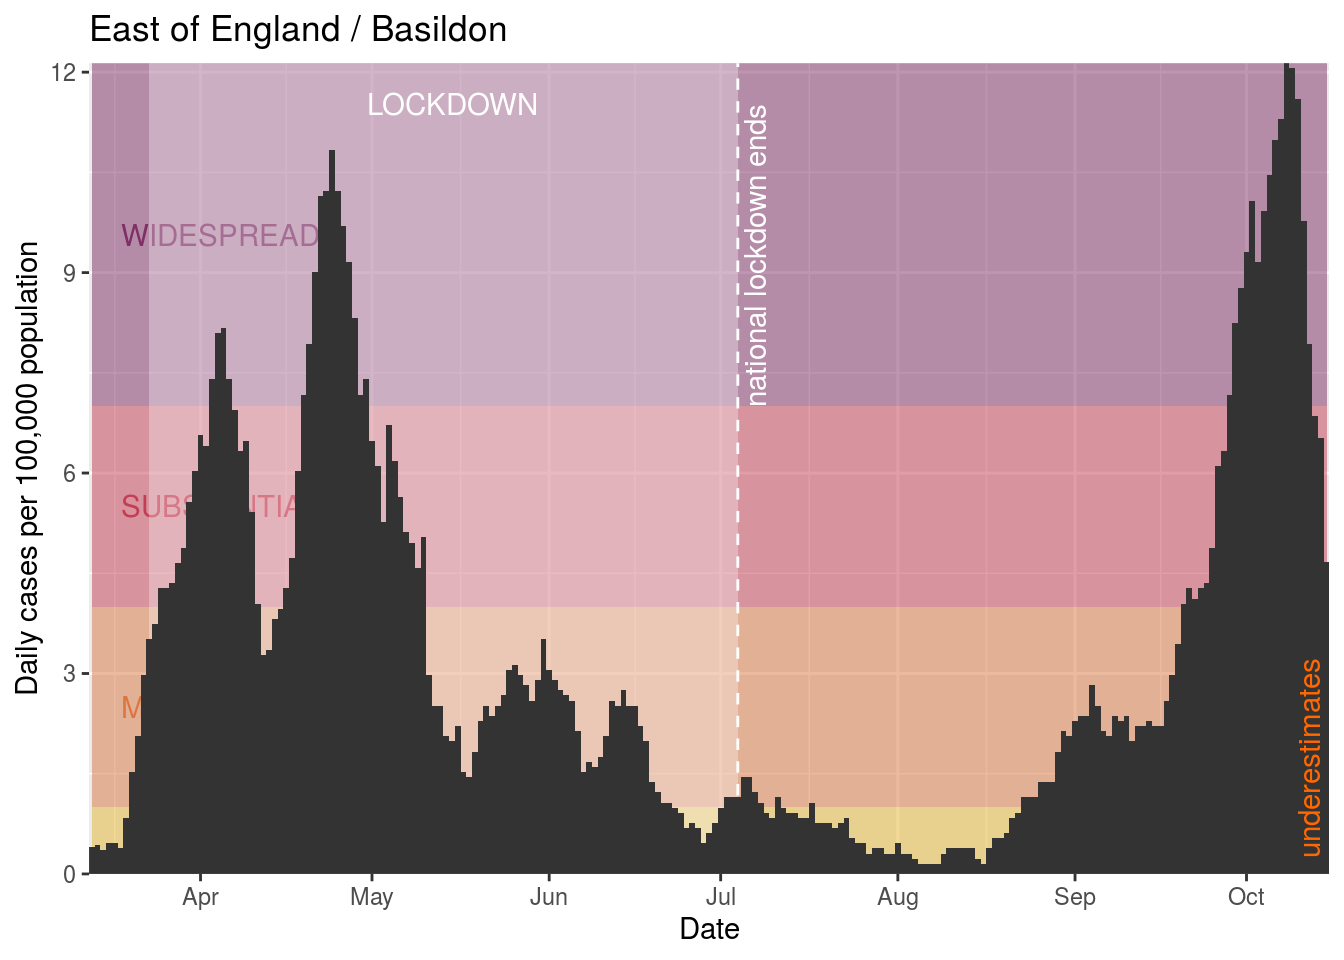 East of England / Basildon
12
9
6
3
0
Daily cases per 100,000 population
LOCKDOWN
WIDESPREAD
national lockdown ends
underestimates
Apr
May
Jun
Jul
Aug
Sep
Oct
Date